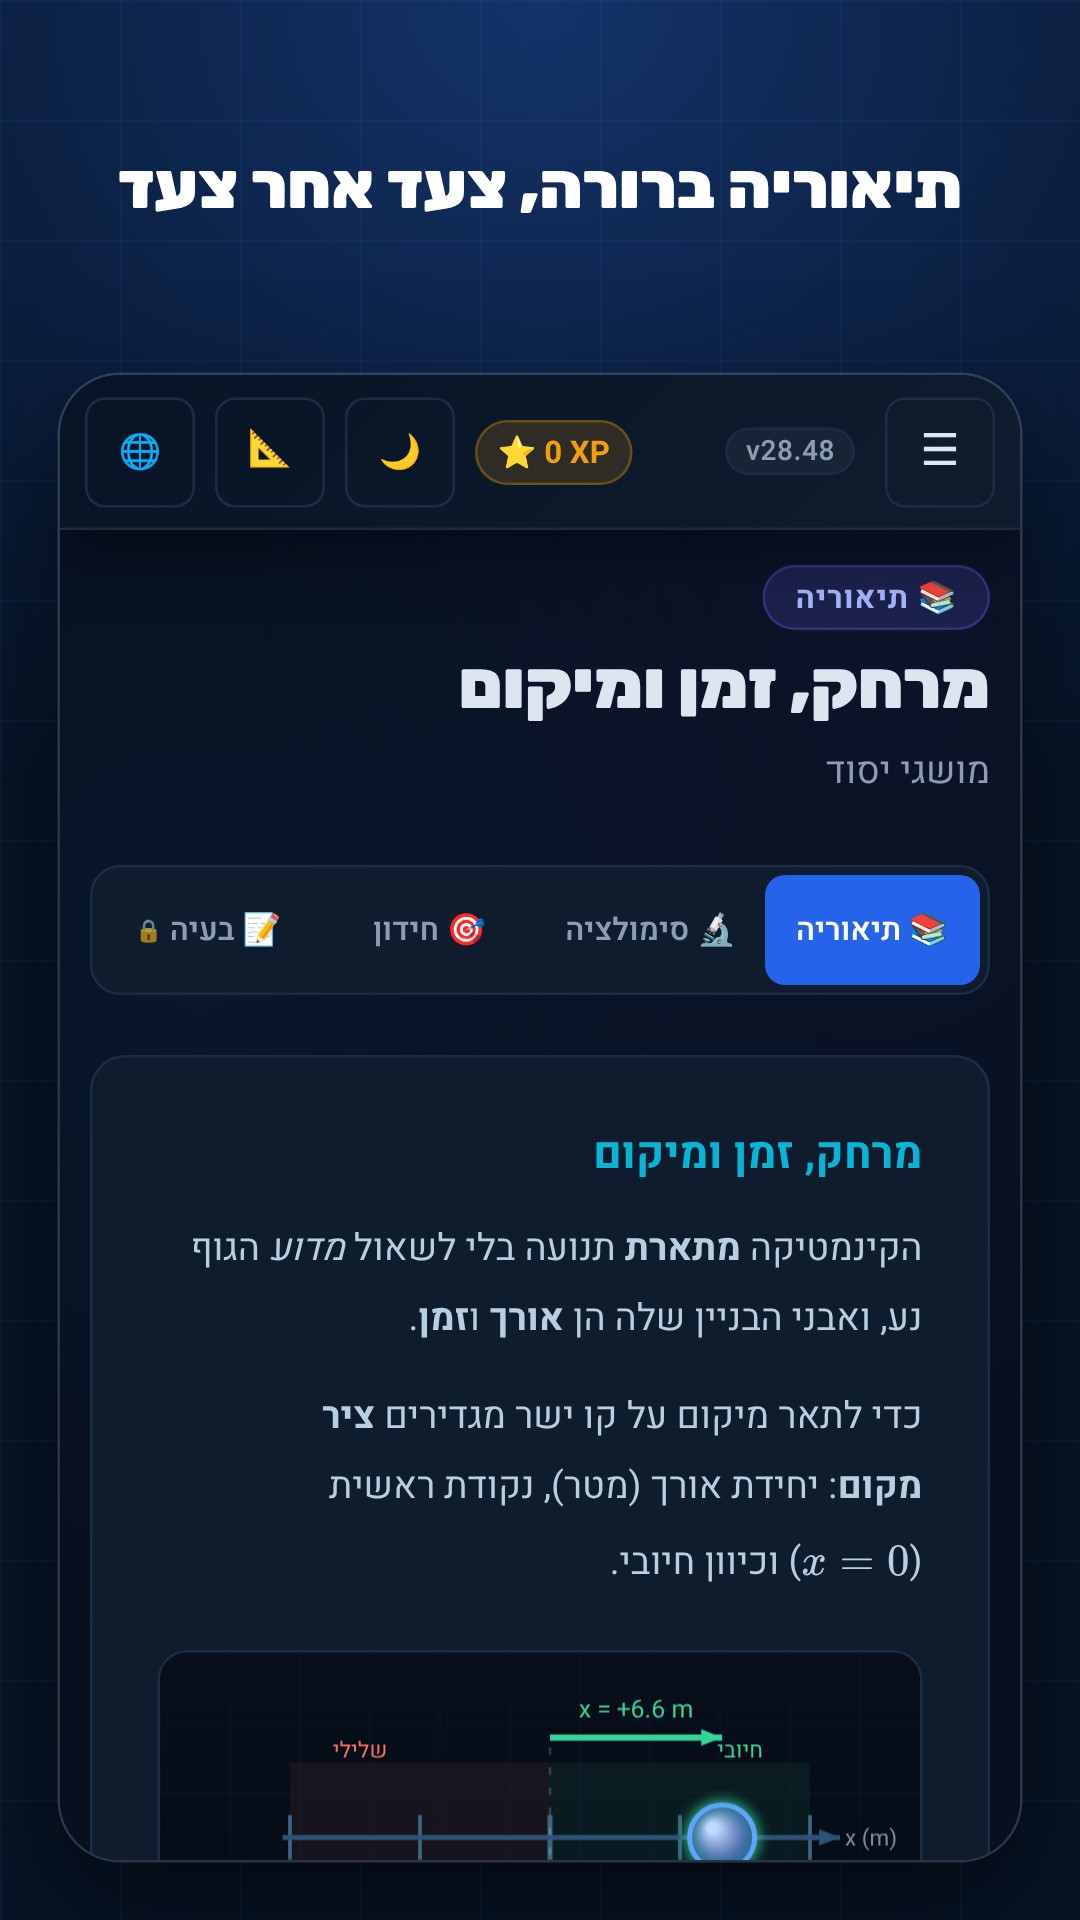 תיאוריה ברורה, צעד אחר צעד
☰ v28.48 ⭐ 0 XP 🌙 📐 🌐
📚 תיאוריה
מרחק, זמן ומיקום
מושגי יסוד
📚 תיאוריה 🔬 סימולציה 🎯 חידון 📝 בעיה 🔒
מרחק, זמן ומיקום
הקינמטיקה מתארת תנועה בלי לשאול מדוע הגוף
נע, ואבני הבניין שלה הן אורך וזמן.
כדי לתאר מיקום על קו ישר מגדירים ציר
מקום: יחידת אורך (מטר), נקודת ראשית
(x = 0) וכיוון חיובי.
x = +6.6 m
חיובי
שלילי
x (m)